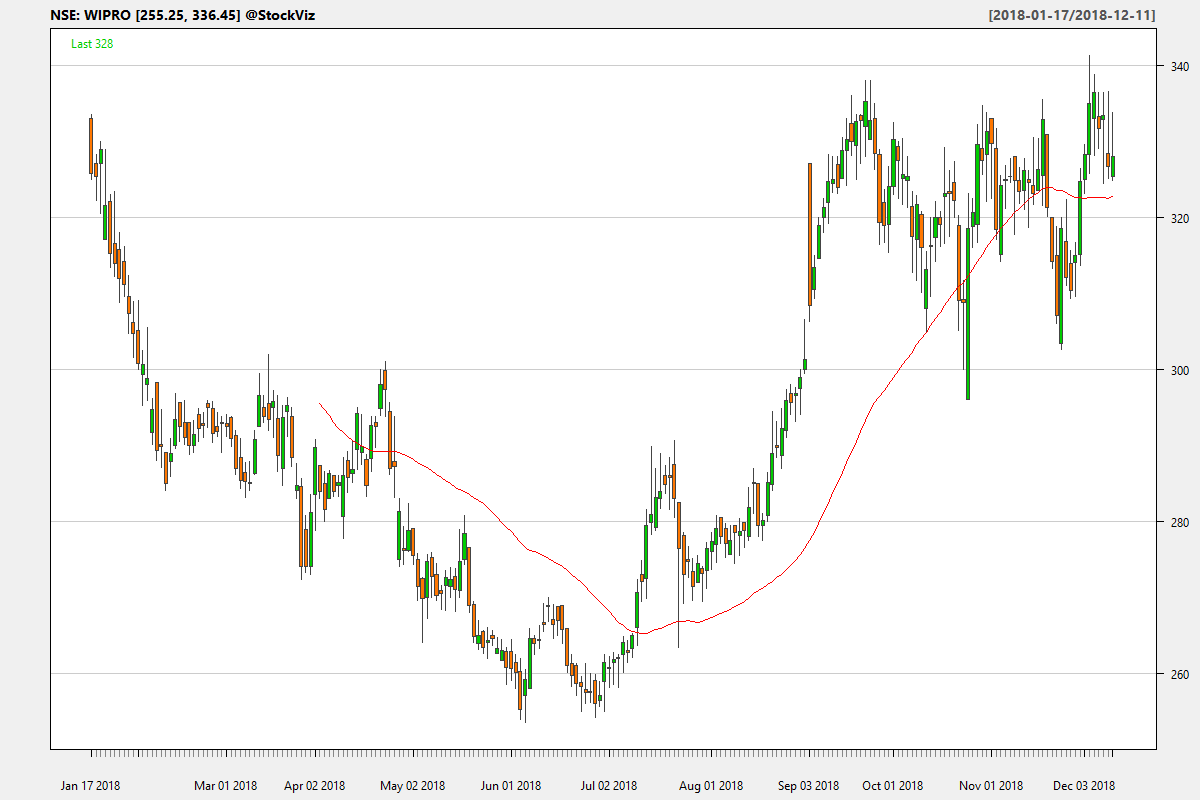 NSE: WIPRO [255.25, 336.45] @StockViz
[2018-01-17/2018-12-11]
Last 328
340
320
300
280
260
Jan 17 2018
Mar 01 2018
Apr 02 2018
May 02 2018
Jun 01 2018
Jul 02 2018
Aug 01 2018
Sep 03 2018
Oct 01 2018
Nov 01 2018
Dec 03 2018